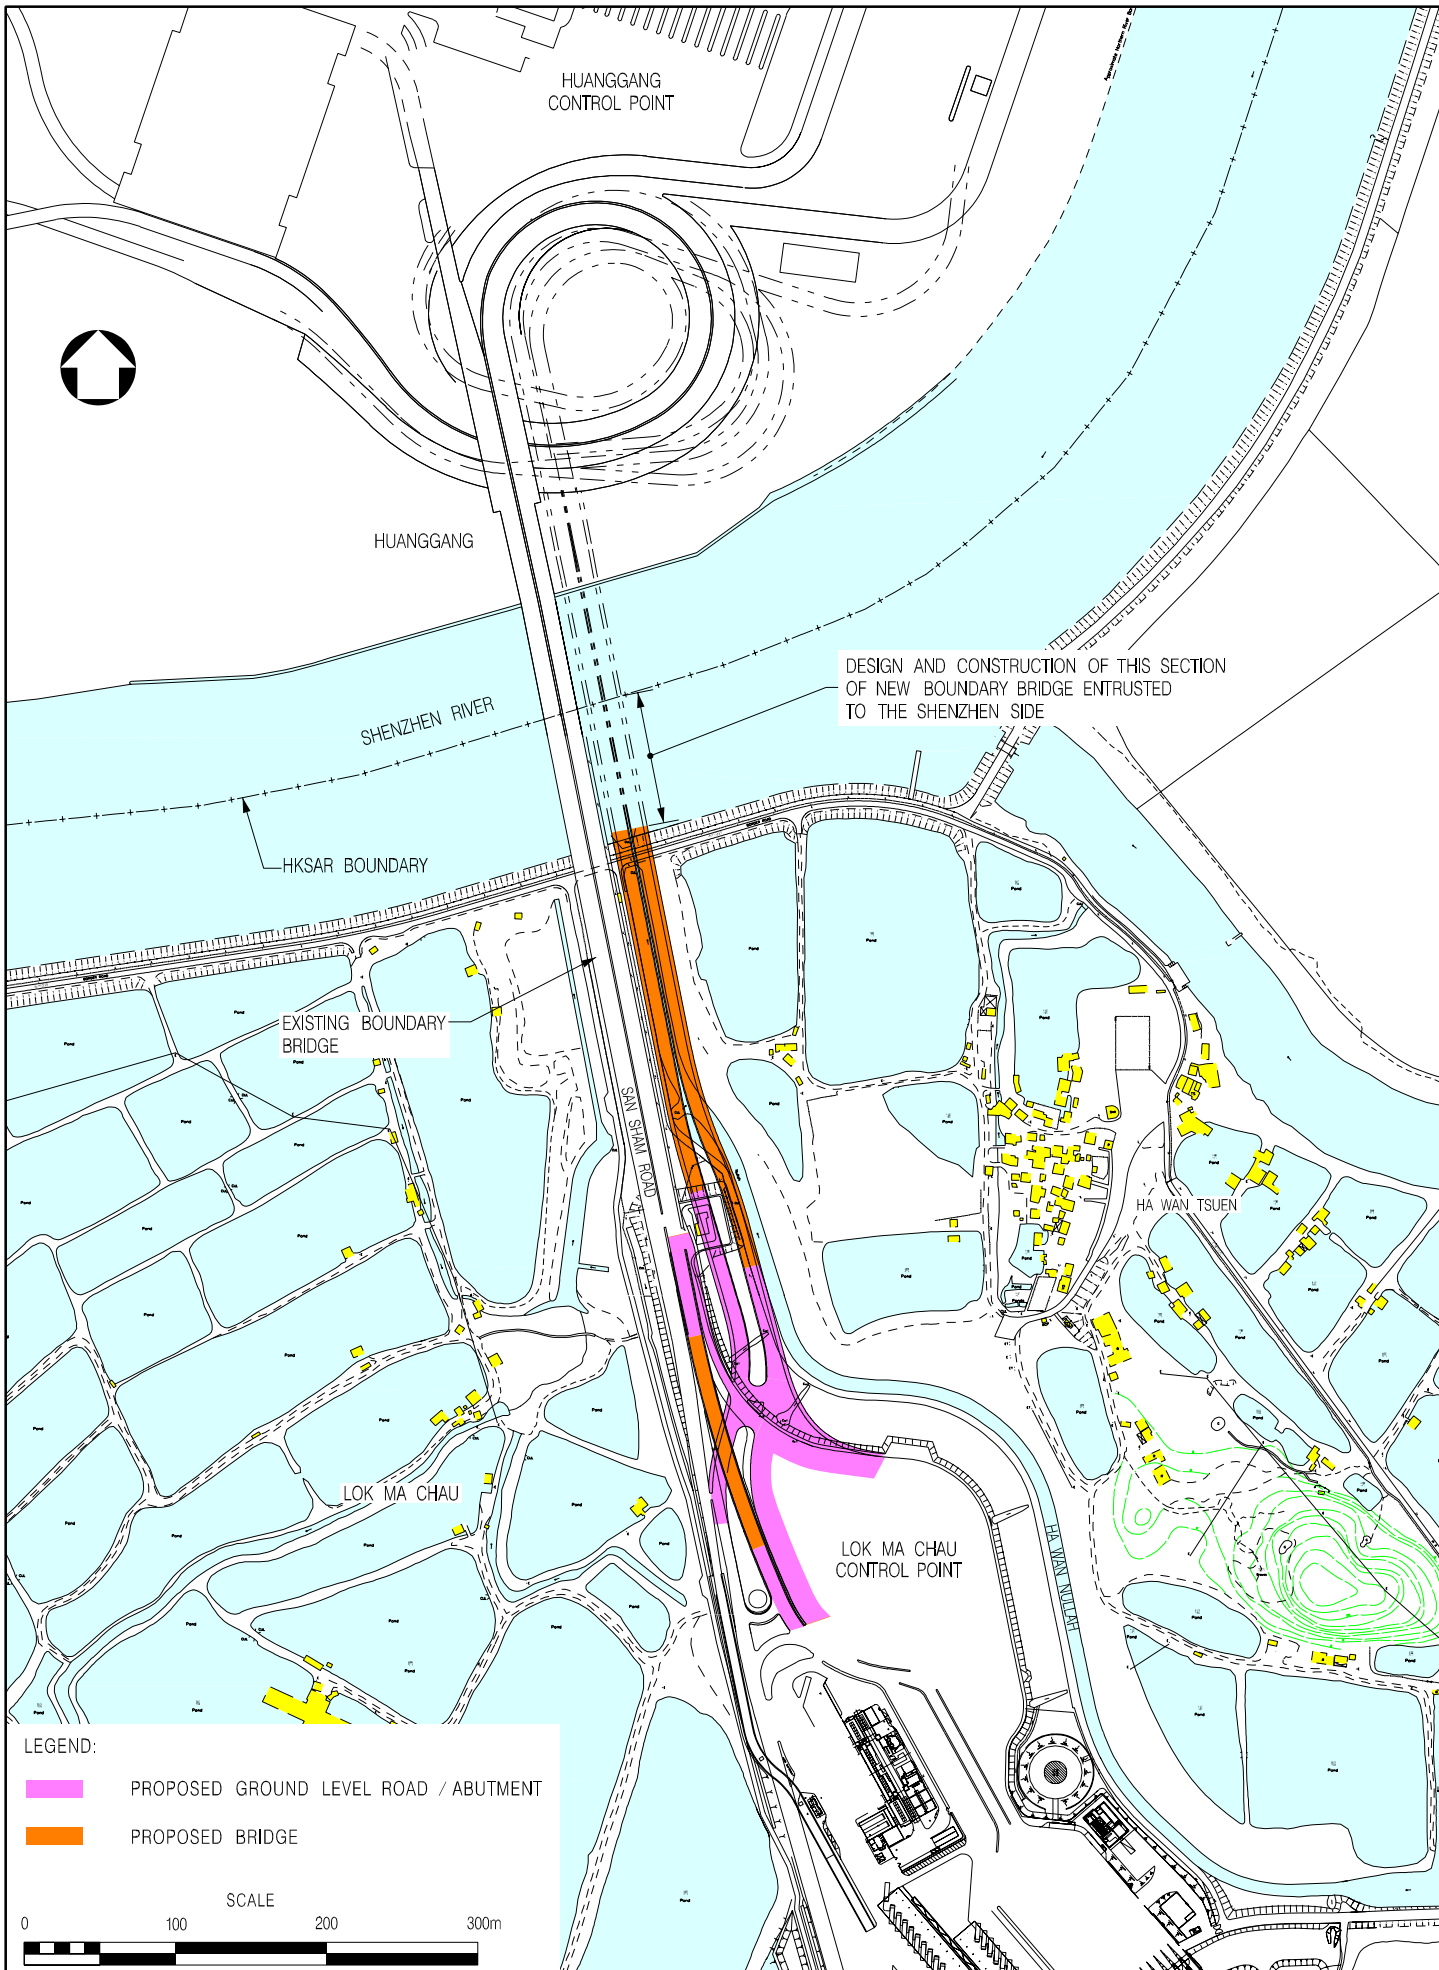 HUANGGANG
CONTROL POINT
HUANGGANG
SHENZHEN RIVER
DESIGN AND CONSTRUCTION OF THIS SECTION
OF NEW BOUNDARY BRIDGE ENTRUSTED
TO THE SHENZHEN SIDE
HKSAR BOUNDARY
EXISTING BOUNDARY
BRIDGE
SAN SHAM ROAD
HA WAN TSUEN
LOK MA CHAU
LOK MA CHAU
CONTROL POINT
HA WAN NULLAH
LEGEND:
PROPOSED GROUND LEVEL ROAD / ABUTMENT
PROPOSED BRIDGE
SCALE
0 100 200 300m